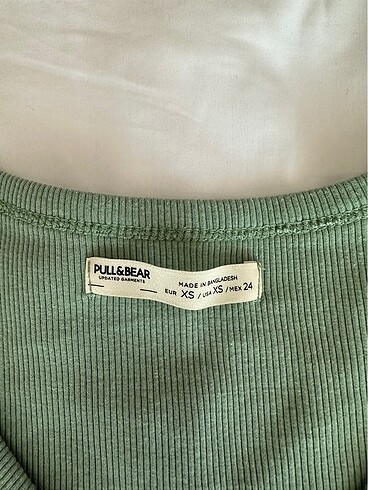 PULL&BEAR
UPDATED GARMENTS
MADE IN BANGLADESH
EUR XS / USA XS / MEX 24